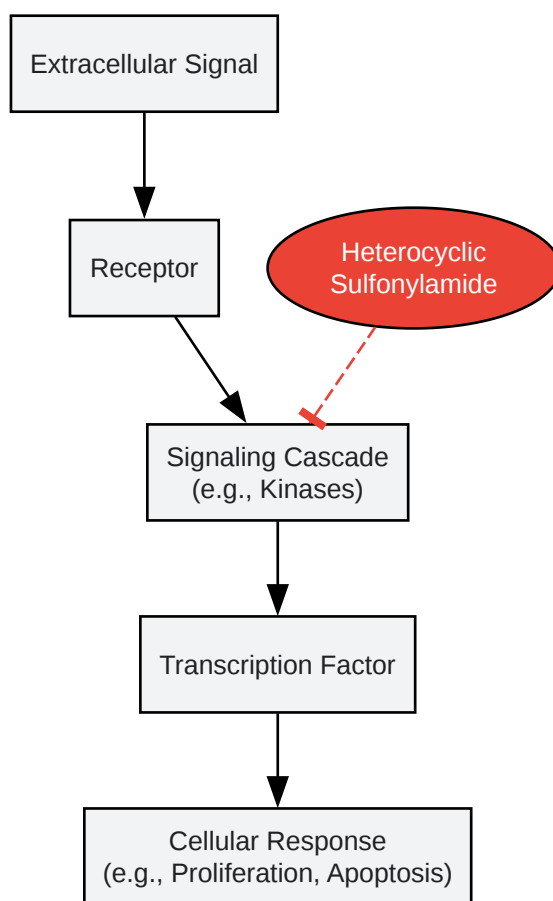 Extracellular Signal
Receptor
Heterocyclic
Sulfonylamide
Signaling Cascade
(e.g., Kinases)
Transcription Factor
Cellular Response
(e.g., Proliferation, Apoptosis)